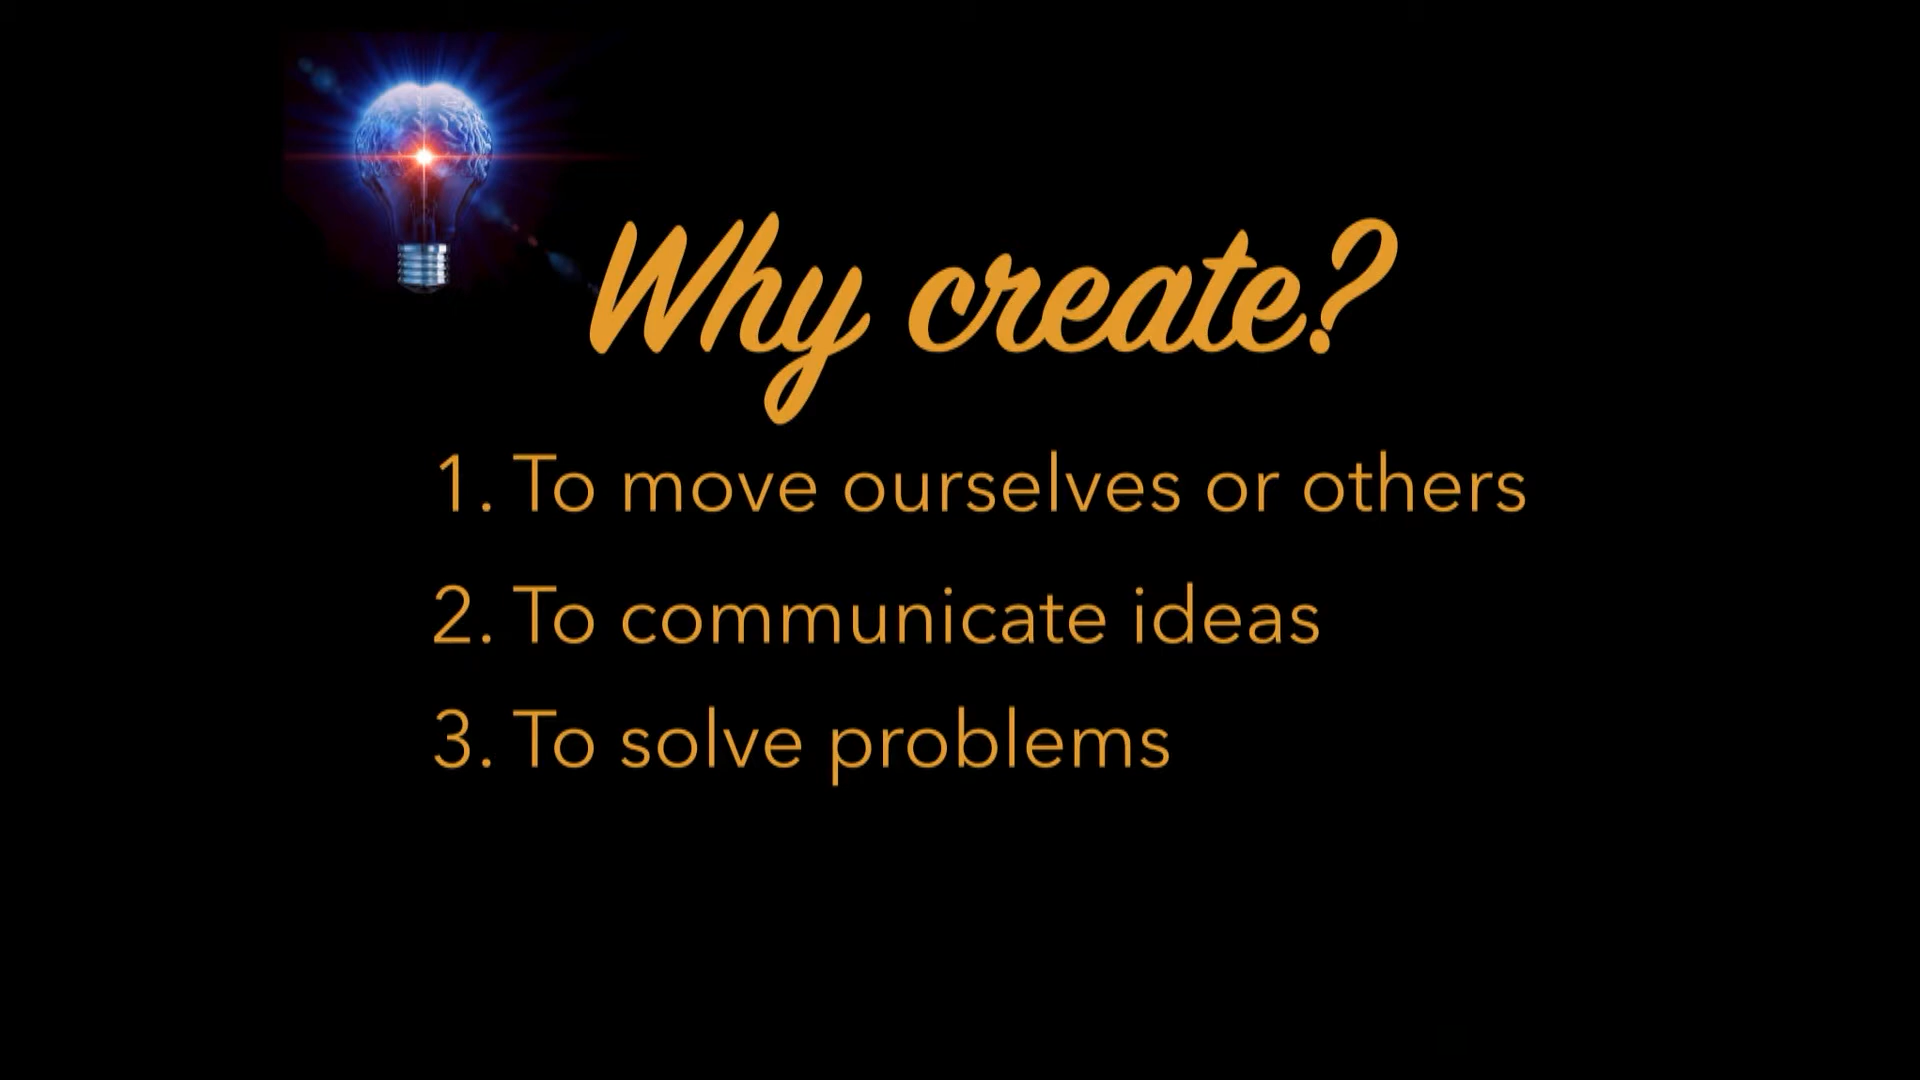 Why create?
1. To move ourselves or others
2. To communicate ideas
3. To solve problems